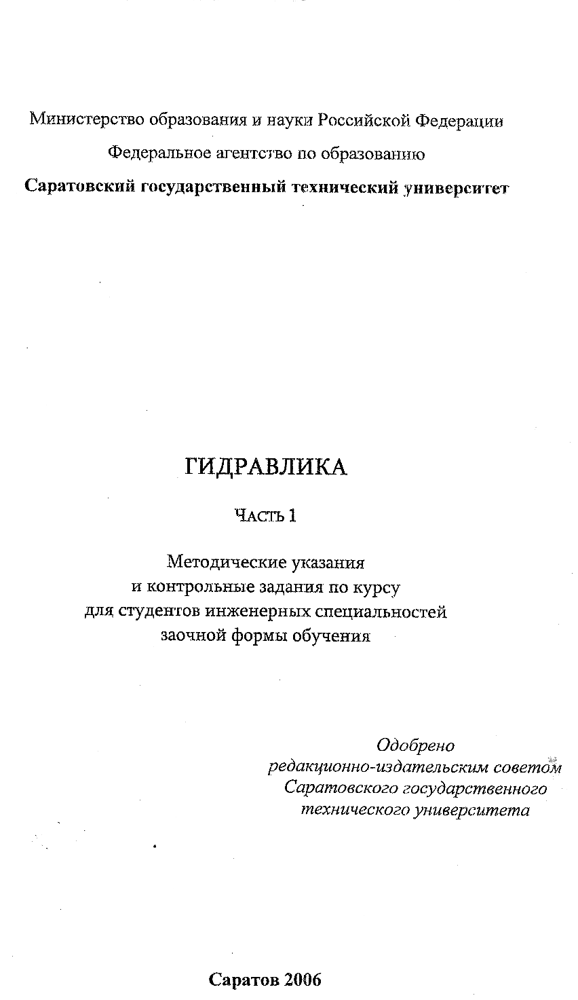 Министерство образования и науки Российской Федерации
Федеральное агентство по образованию
Саратовский государственный технический университет
ГИДРАВЛИКА
Часть 1
Методические указания
и контрольные задания по курсу
для студентов инженерных специальностей
заочной формы обучения
Одобрено
редакционно-издательским советом
Саратовского государственного
технического университета
Саратов 2006